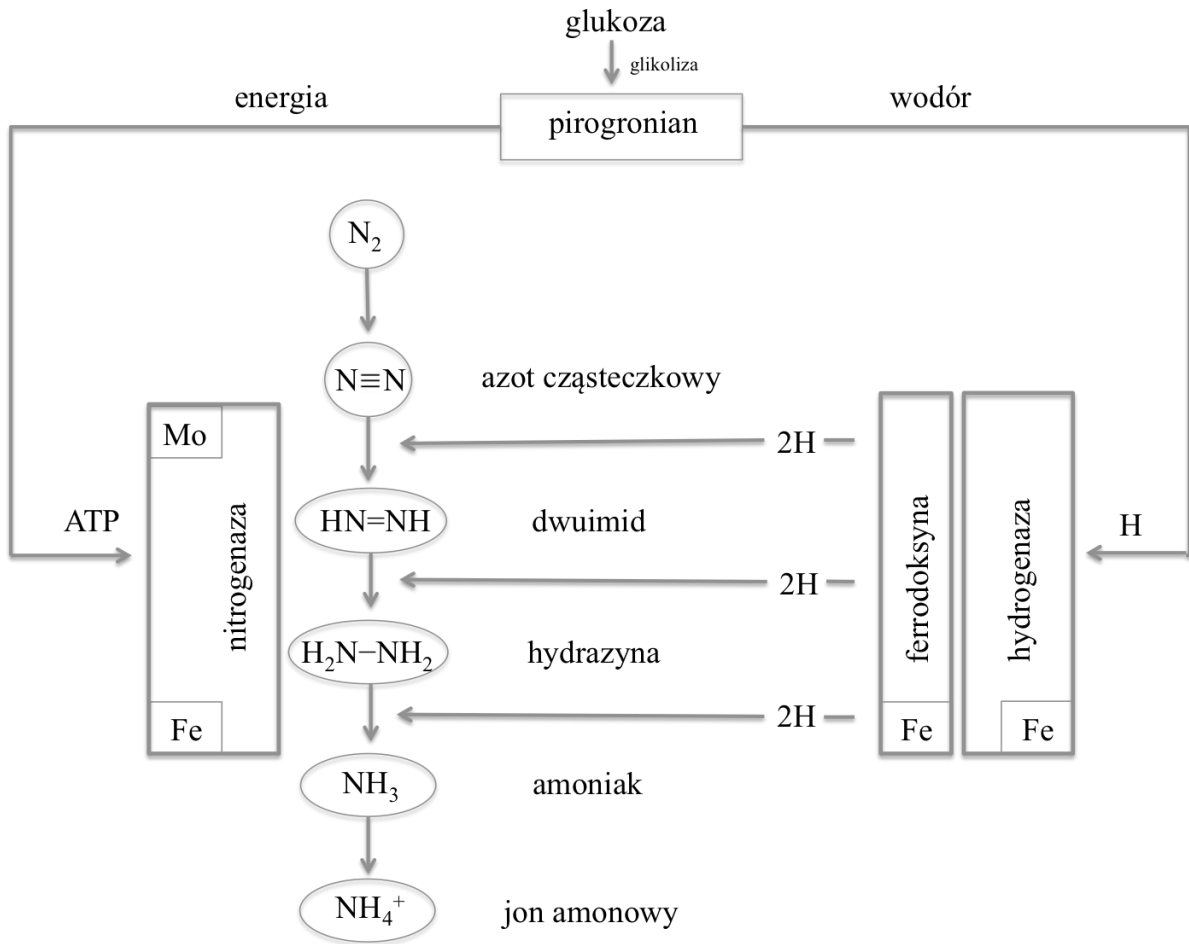 glukoza
glikoliza
energia
pirogronian
wodór
N₂
N≡N
azot cząsteczkowy
Mo
2H
ATP
nitrogenaza
HN=NH
dwuimid
ferrodoksyna
hydrogenaza
H
2H
H₂N−NH₂
hydrazyna
Fe
2H
Fe
Fe
NH₃
amoniak
NH₄⁺
jon amonowy